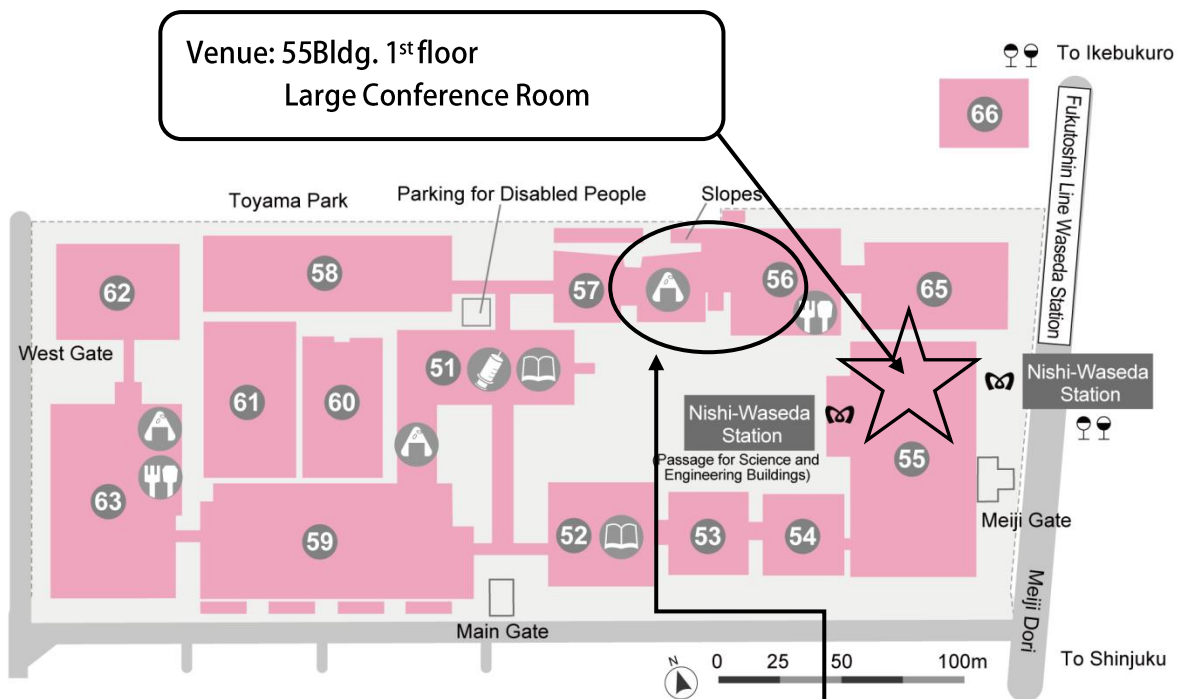 Venue: 55Bldg. 1st floor
Large Conference Room
To Ikebukuro
66
Fukutoshin Line Waseda Station
Toyama Park
Parking for Disabled People
Slopes
62
58
57
56
65
West Gate
51
61
60
Nishi-Waseda
Station
Nishi-Waseda
Station
(Passage for Science and
Engineering Buildings)
55
63
59
52
53
54
Meiji Gate
Main Gate
Meiji Dori
N
0 25 50 100m
To Shinjuku